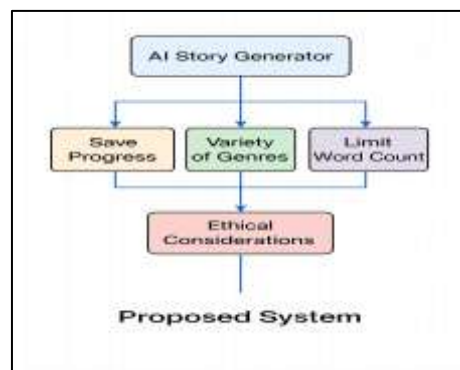 AI Story Generator
Save
Progress
Variety
of Genres
Limit
Word Count
Ethical
Considerations
Proposed System